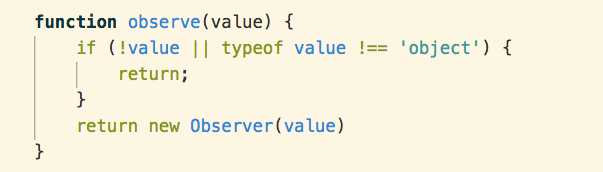 function observe(value) {
    if (!value || typeof value !== 'object') {
        return;
    }
    return new Observer(value)
}